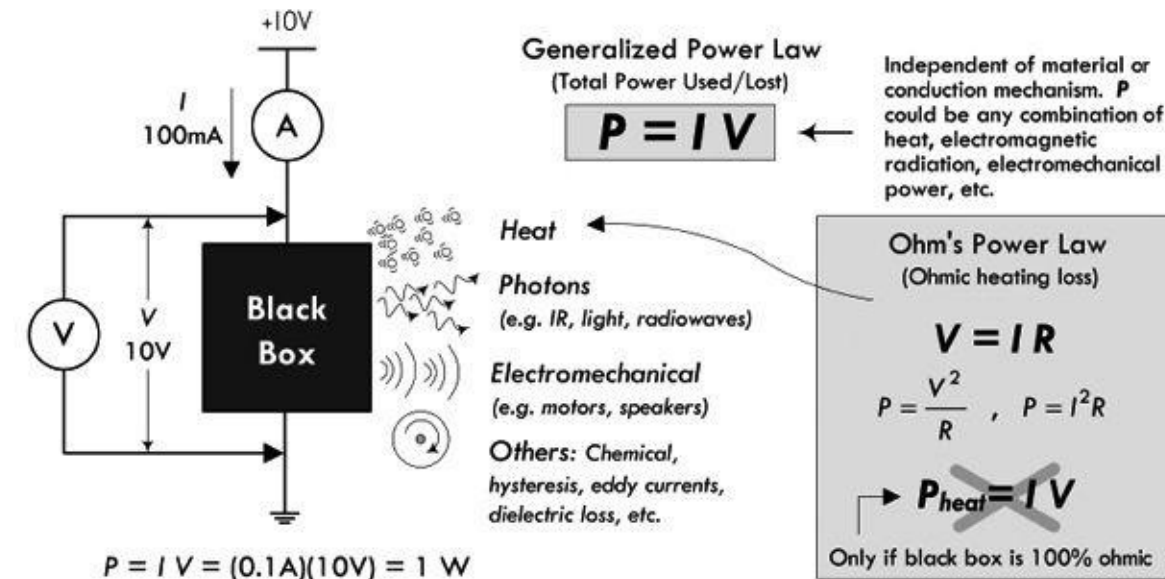 +10V
I
100mA
A
V
V
10V
Black
Box
P = I V = (0.1A)(10V) = 1 W
Generalized Power Law
(Total Power Used/Lost)
P = I V
Independent of material or
conduction mechanism. P
could be any combination of
heat, electromagnetic
radiation, electromechanical
power, etc.
Heat
Photons
(e.g. IR, light, radiowaves)
Electromechanical
(e.g. motors, speakers)
Others: Chemical,
hysteresis, eddy currents,
dielectric loss, etc.
Ohm's Power Law
(Ohmic heating loss)
V = I R
P = V²/R , P = I²R
Pheat = I V
Only if black box is 100% ohmic